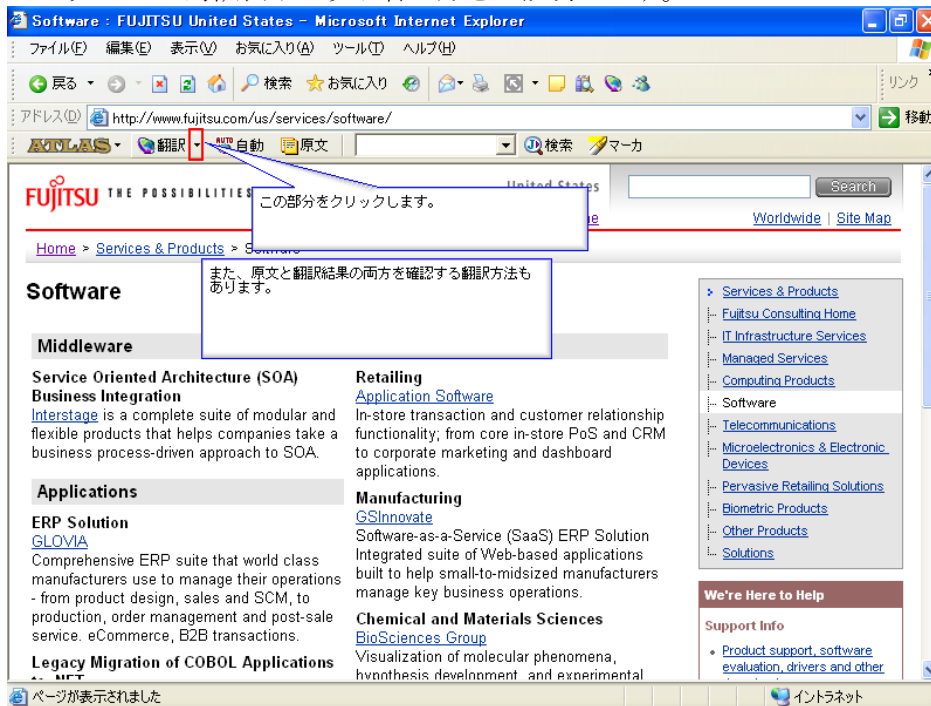 Software : FUJITSU United States - Microsoft Internet Explorer
ファイル(F) 編集(E) 表示(V) お気に入り(A) ツール(T) ヘルプ(H)
戻る 検索 お気に入り リンク
アドレス(D) http://www.fujitsu.com/us/services/software/ 移動
ATLAS 翻訳 AUTO 自動 原文 検索 マーカ
FUJITSU THE POSSIBILITIES United States Search
この部分をクリックします。
Worldwide | Site Map
Home > Services & Products > Software
また、原文と翻訳結果の両方を確認する翻訳方法も
あります。
Software
Middleware
Service Oriented Architecture (SOA)
Business Integration
Interstage is a complete suite of modular and
flexible products that helps companies take a
business process-driven approach to SOA.
Applications
ERP Solution
GLOVIA
Comprehensive ERP suite that world class
manufacturers use to manage their operations
- from product design, sales and SCM, to
production, order management and post-sale
service. eCommerce, B2B transactions.
Legacy Migration of COBOL Applications
to .NET
Retailing
Application Software
In-store transaction and customer relationship
functionality; from core in-store PoS and CRM
to corporate marketing and dashboard
applications.
Manufacturing
GSInnovate
Software-as-a-Service (SaaS) ERP Solution
Integrated suite of Web-based applications
built to help small-to-midsized manufacturers
manage key business operations.
Chemical and Materials Sciences
BioSciences Group
Visualization of molecular phenomena,
hypothesis development, and experimental
Services & Products
Fujitsu Consulting Home
IT Infrastructure Services
Managed Services
Computing Products
Software
Telecommunications
Microelectronics & Electronic
Devices
Pervasive Retailing Solutions
Biometric Products
Other Products
Solutions
We're Here to Help
Support Info
Product support, software
evaluation, drivers and other
ページが表示されました イントラネット